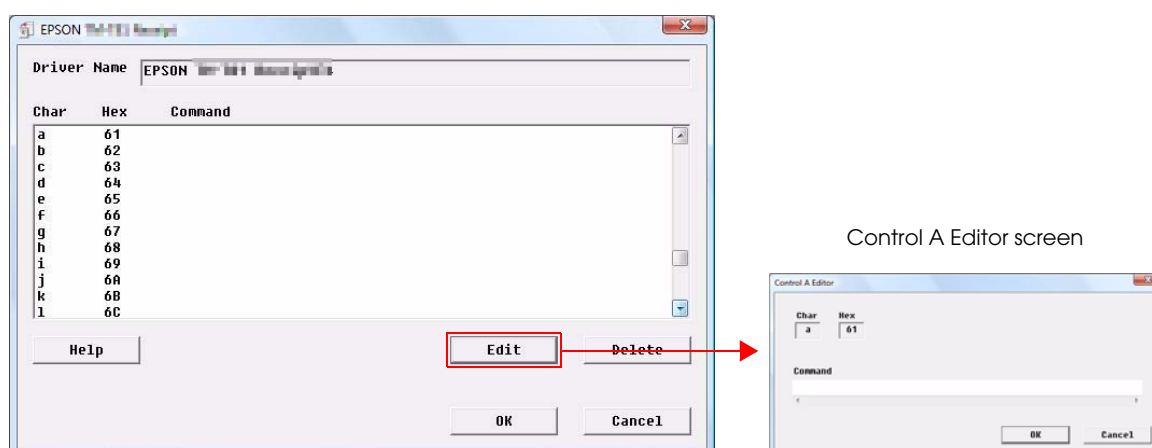 EPSON
Driver Name EPSON
Char Hex Command
a 61
b 62
c 63
d 64
e 65
f 66
g 67
h 68
i 69
j 6A
k 6B
l 6C
Help Edit Delete
OK Cancel
Control A Editor screen
Control A Editor
Char Hex
a 61
Command
OK Cancel